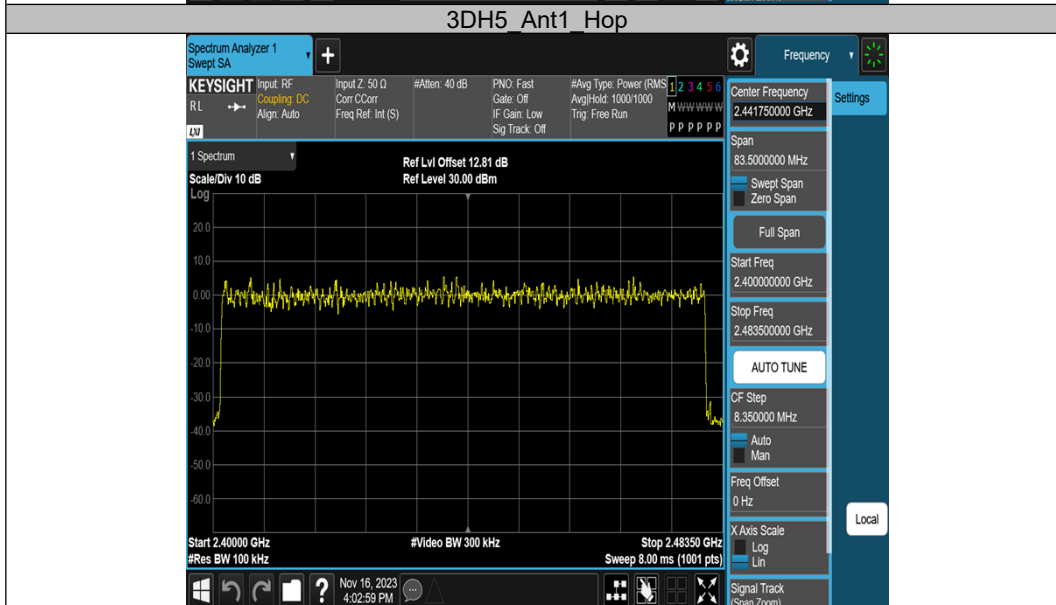 3DH5_Ant1_Hop
Spectrum Analyzer 1
Swept SA
+
Frequency
KEYSIGHT
RL
LXI
Input: RF
Coupling: DC
Align: Auto
Input Z: 50 Ω
Corr CCorr
Freq Ref: Int (S)
#Atten: 40 dB
PNO: Fast
Gate: Off
IF Gain: Low
Sig Track: Off
#Avg Type: Power (RMS
Avg|Hold: 1000/1000
Trig: Free Run
1 2 3 4 5 6
M W W W W W
P P P P P P
1 Spectrum
Scale/Div 10 dB
Log
Ref Lvl Offset 12.81 dB
Ref Level 30.00 dBm
20.0
10.0
0.00
-10.0
-20.0
-30.0
-40.0
-50.0
-60.0
Start 2.40000 GHz
#Res BW 100 kHz
#Video BW 300 kHz
Stop 2.48350 GHz
Sweep 8.00 ms (1001 pts)
Nov 16, 2023
4:02:59 PM
?
Center Frequency
2.441750000 GHz
Span
83.5000000 MHz
Swept Span
Zero Span
Full Span
Start Freq
2.400000000 GHz
Stop Freq
2.483500000 GHz
AUTO TUNE
CF Step
8.350000 MHz
Auto
Man
Freq Offset
0 Hz
X Axis Scale
Log
Lin
Signal Track
(Span Zoom)
Settings
Local